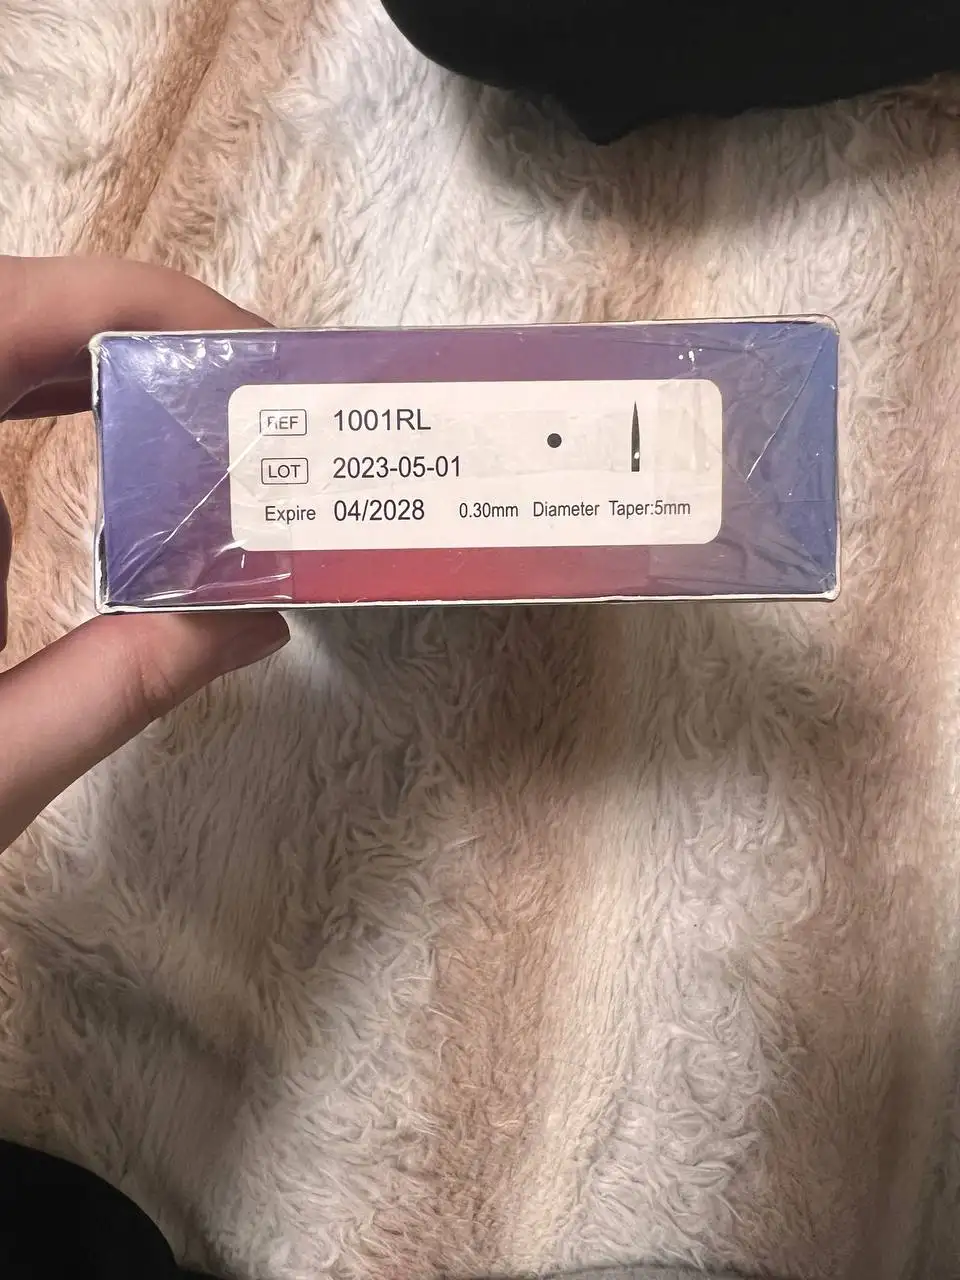 REF 1001RL
LOT 2023-05-01
Expire 04/2028 0.30mm Diameter Taper:5mm